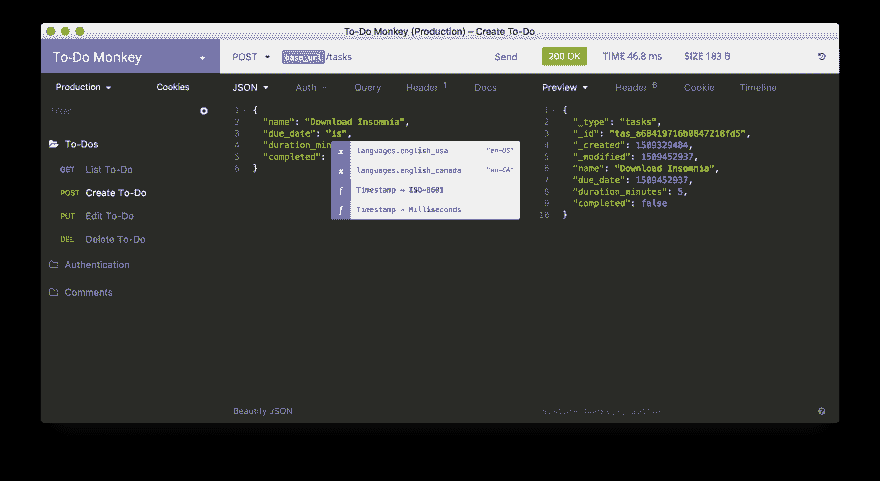 To-Do Monkey (Production) – Create To-Do
To-Do Monkey
POST base_url/tasks Send
200 OK TIME 46.8 ms SIZE 183 B
Production Cookies
Filter
To-Dos
GET List To-Do
POST Create To-Do
PUT Edit To-Do
DEL Delete To-Do
Authentication
Comments
JSON Auth Query Header 1 Docs
1 {
2 "name": "Download Insomnia",
3 "due_date": "is",
4 "duration_min
5 "completed":
6 }
x languages.english_usa "en-US"
x languages.english_canada "en-CA"
f Timestamp → ISO-8601
f Timestamp → Milliseconds
Beautify JSON
Preview Header 6 Cookie Timeline
1 {
2 "_type": "tasks",
3 "_id": "tas_a68419716b0847218fd5",
4 "_created": 1509329484,
5 "_modified": 1509452937,
6 "name": "Download Insomnia",
7 "due_date": 1509452937,
8 "duration_minutes": 5,
9 "completed": false
10 }